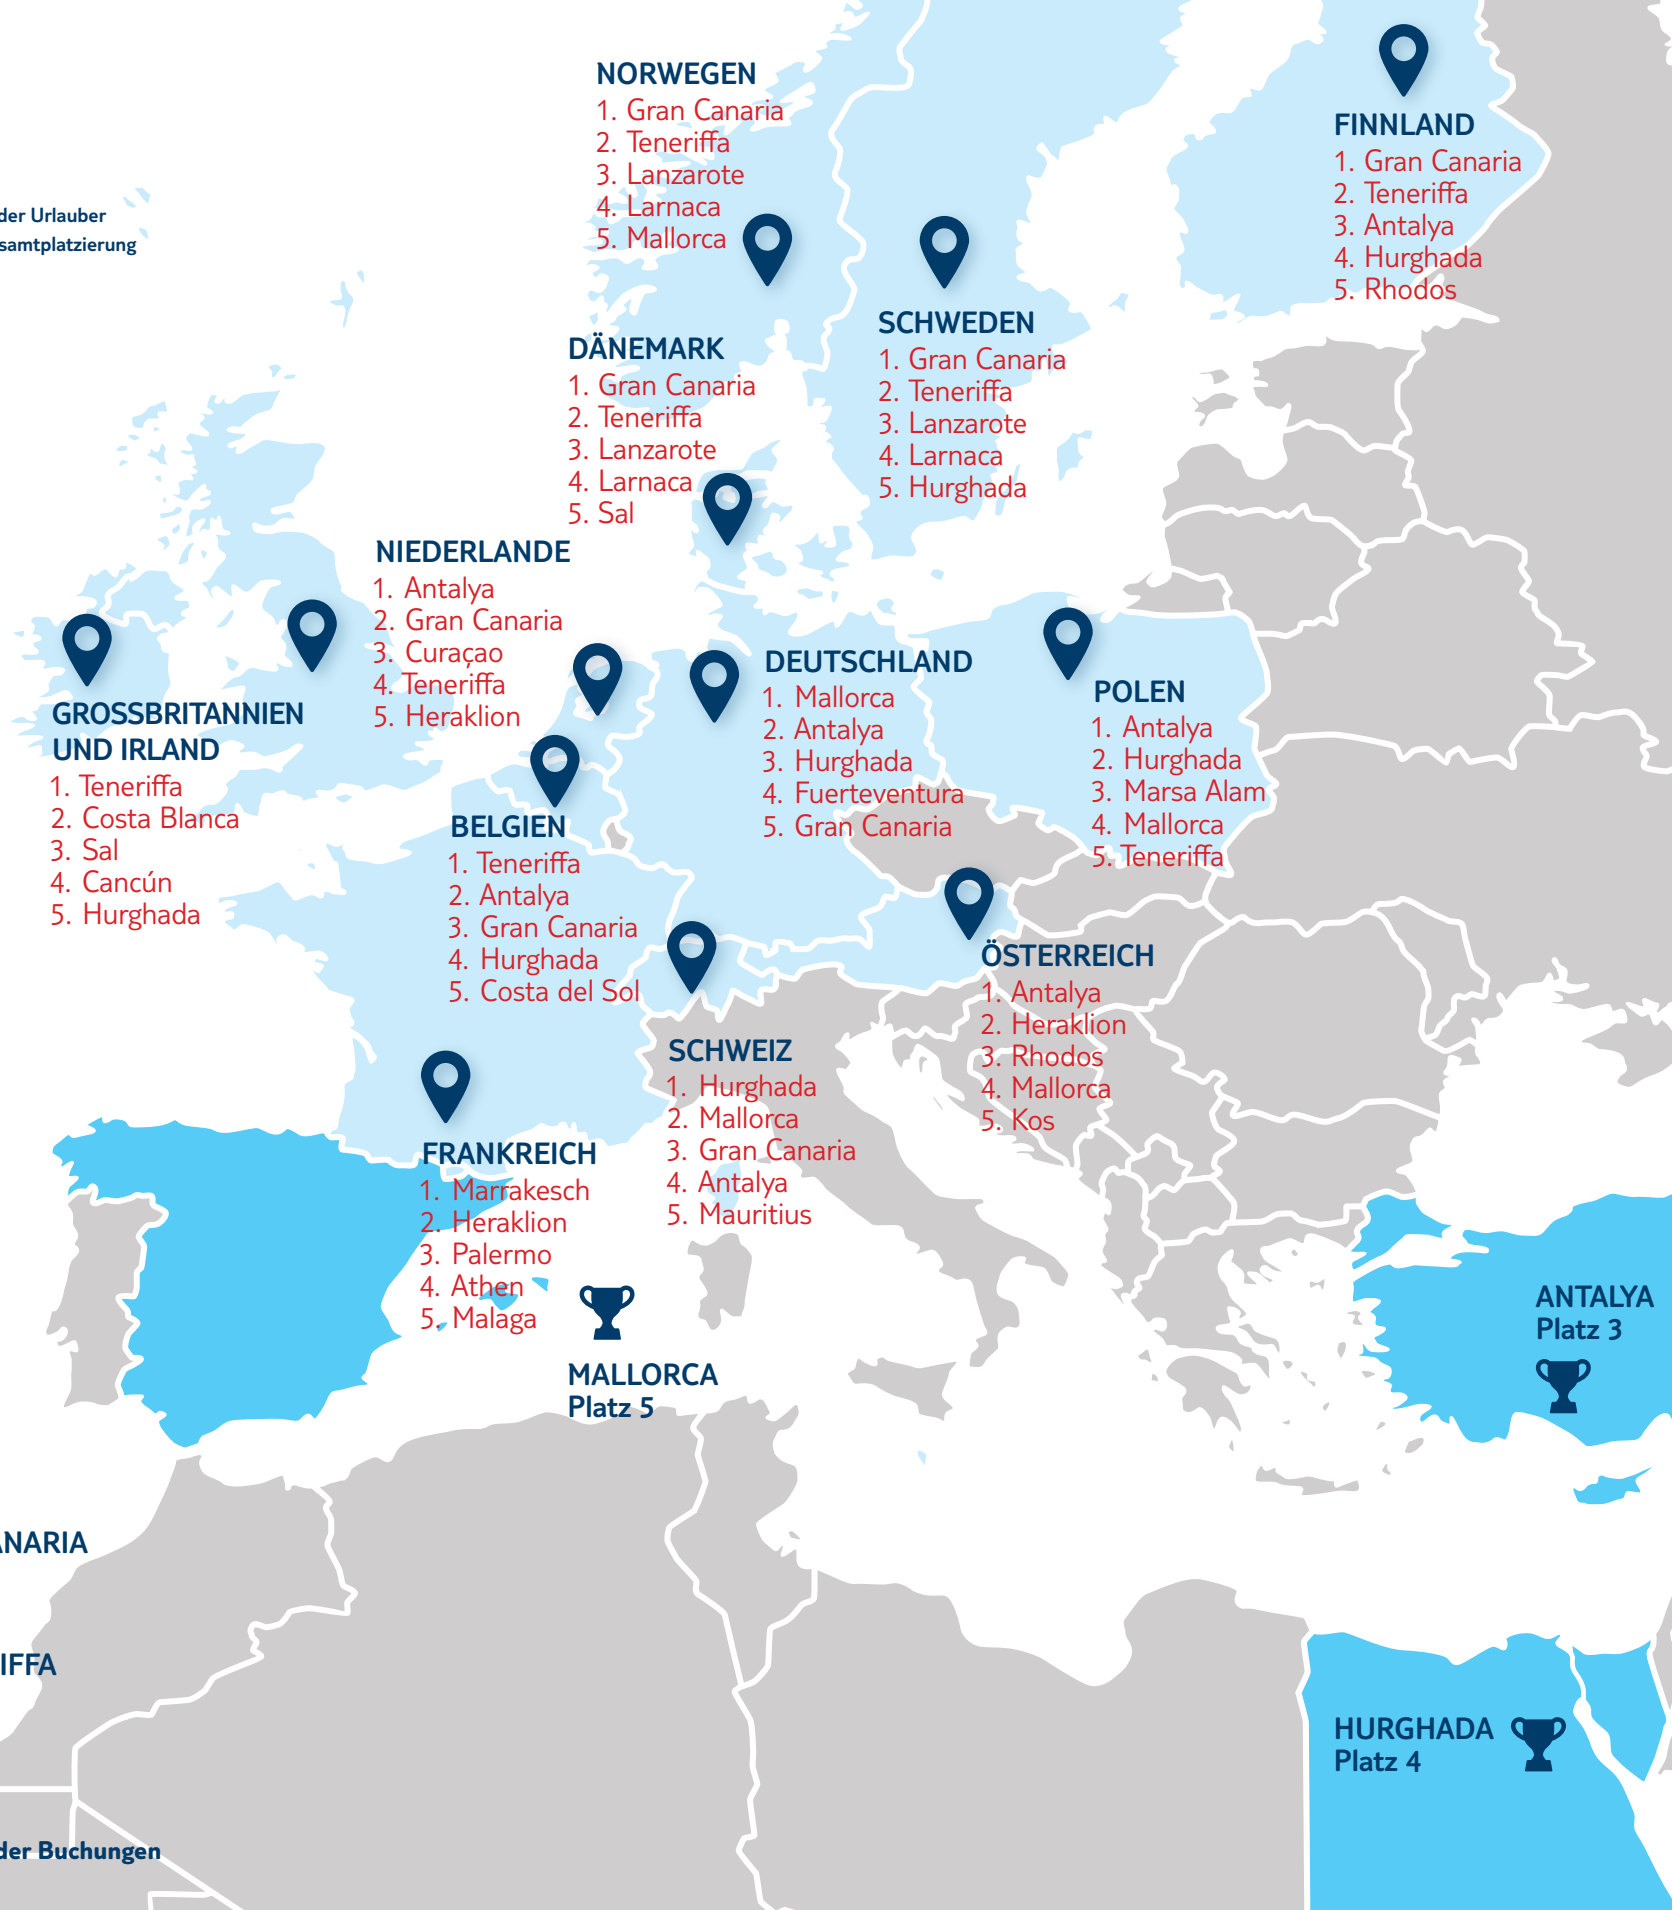 NORWEGEN
1. Gran Canaria
2. Teneriffa
3. Lanzarote
4. Larnaca
5. Mallorca
FINNLAND
1. Gran Canaria
2. Teneriffa
3. Antalya
4. Hurghada
5. Rhodos
der Urlauber
samtplatzierung
SCHWEDEN
1. Gran Canaria
2. Teneriffa
3. Lanzarote
4. Larnaca
5. Hurghada
DÄNEMARK
1. Gran Canaria
2. Teneriffa
3. Lanzarote
4. Larnaca
5. Sal
NIEDERLANDE
1. Antalya
2. Gran Canaria
3. Curaçao
4. Teneriffa
5. Heraklion
GROSSBRITANNIEN
UND IRLAND
1. Teneriffa
2. Costa Blanca
3. Sal
4. Cancún
5. Hurghada
DEUTSCHLAND
1. Mallorca
2. Antalya
3. Hurghada
4. Fuerteventura
5. Gran Canaria
POLEN
1. Antalya
2. Hurghada
3. Marsa Alam
4. Mallorca
5. Teneriffa
BELGIEN
1. Teneriffa
2. Antalya
3. Gran Canaria
4. Hurghada
5. Costa del Sol
ÖSTERREICH
1. Antalya
2. Heraklion
3. Rhodos
4. Mallorca
5. Kos
SCHWEIZ
1. Hurghada
2. Mallorca
3. Gran Canaria
4. Antalya
5. Mauritius
FRANKREICH
1. Marrakesch
2. Heraklion
3. Palermo
4. Athen
5. Malaga
MALLORCA
Platz 5
ANTALYA
Platz 3
NARIA
IFFA
HURGHADA
Platz 4
der Buchungen